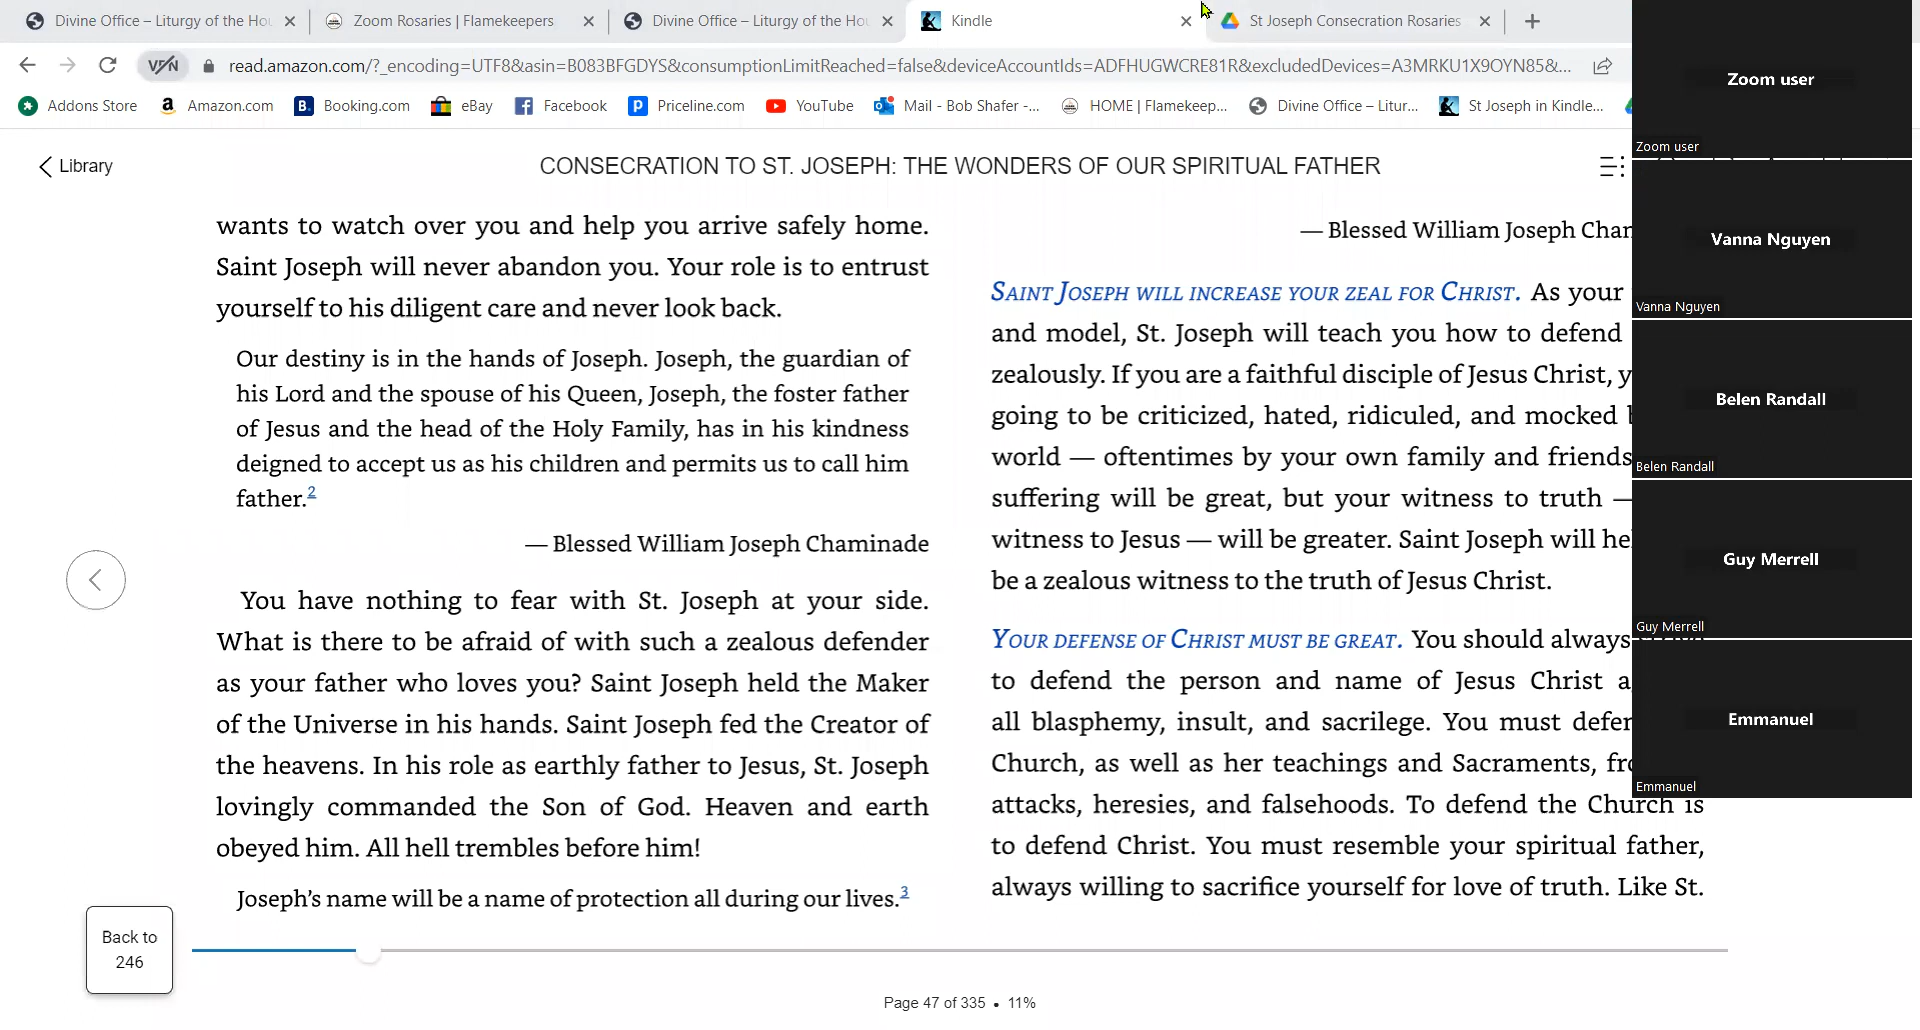 Divine Office – Liturgy of the Hou
Zoom Rosaries | Flamekeepers
Divine Office – Liturgy of the Hou
Kindle
St Joseph Consecration Rosaries
VPN
read.amazon.com/?_encoding=UTF8&asin=B083BFGDYS&consumptionLimitReached=false&deviceAccountIds=ADFHUGWCRE81R&excludedDevices=A3MRKU1X9OYN85&...
Addons Store
Amazon.com
Booking.com
eBay
Facebook
Priceline.com
YouTube
Mail - Bob Shafer -...
HOME | Flamekeep...
Divine Office – Litur...
St Joseph in Kindle...
Library
CONSECRATION TO ST. JOSEPH: THE WONDERS OF OUR SPIRITUAL FATHER
wants to watch over you and help you arrive safely home.
Saint Joseph will never abandon you. Your role is to entrust
yourself to his diligent care and never look back.
Our destiny is in the hands of Joseph. Joseph, the guardian of
his Lord and the spouse of his Queen, Joseph, the foster father
of Jesus and the head of the Holy Family, has in his kindness
deigned to accept us as his children and permits us to call him
father.2
— Blessed William Joseph Chaminade
You have nothing to fear with St. Joseph at your side.
What is there to be afraid of with such a zealous defender
as your father who loves you? Saint Joseph held the Maker
of the Universe in his hands. Saint Joseph fed the Creator of
the heavens. In his role as earthly father to Jesus, St. Joseph
lovingly commanded the Son of God. Heaven and earth
obeyed him. All hell trembles before him!
Joseph's name will be a name of protection all during our lives.3
— Blessed William Joseph Cha
SAINT JOSEPH WILL INCREASE YOUR ZEAL FOR CHRIST. As your
and model, St. Joseph will teach you how to defend
zealously. If you are a faithful disciple of Jesus Christ, y
going to be criticized, hated, ridiculed, and mocked
world — oftentimes by your own family and friends
suffering will be great, but your witness to truth —
witness to Jesus — will be greater. Saint Joseph will he
be a zealous witness to the truth of Jesus Christ.
YOUR DEFENSE OF CHRIST MUST BE GREAT. You should always
to defend the person and name of Jesus Christ a
all blasphemy, insult, and sacrilege. You must defen
Church, as well as her teachings and Sacraments, fr
attacks, heresies, and falsehoods. To defend the Church is
to defend Christ. You must resemble your spiritual father,
always willing to sacrifice yourself for love of truth. Like St.
Back to
246
Page 47 of 335 • 11%
Zoom user
Zoom user
Vanna Nguyen
Vanna Nguyen
Belen Randall
Belen Randall
Guy Merrell
Guy Merrell
Emmanuel
Emmanuel